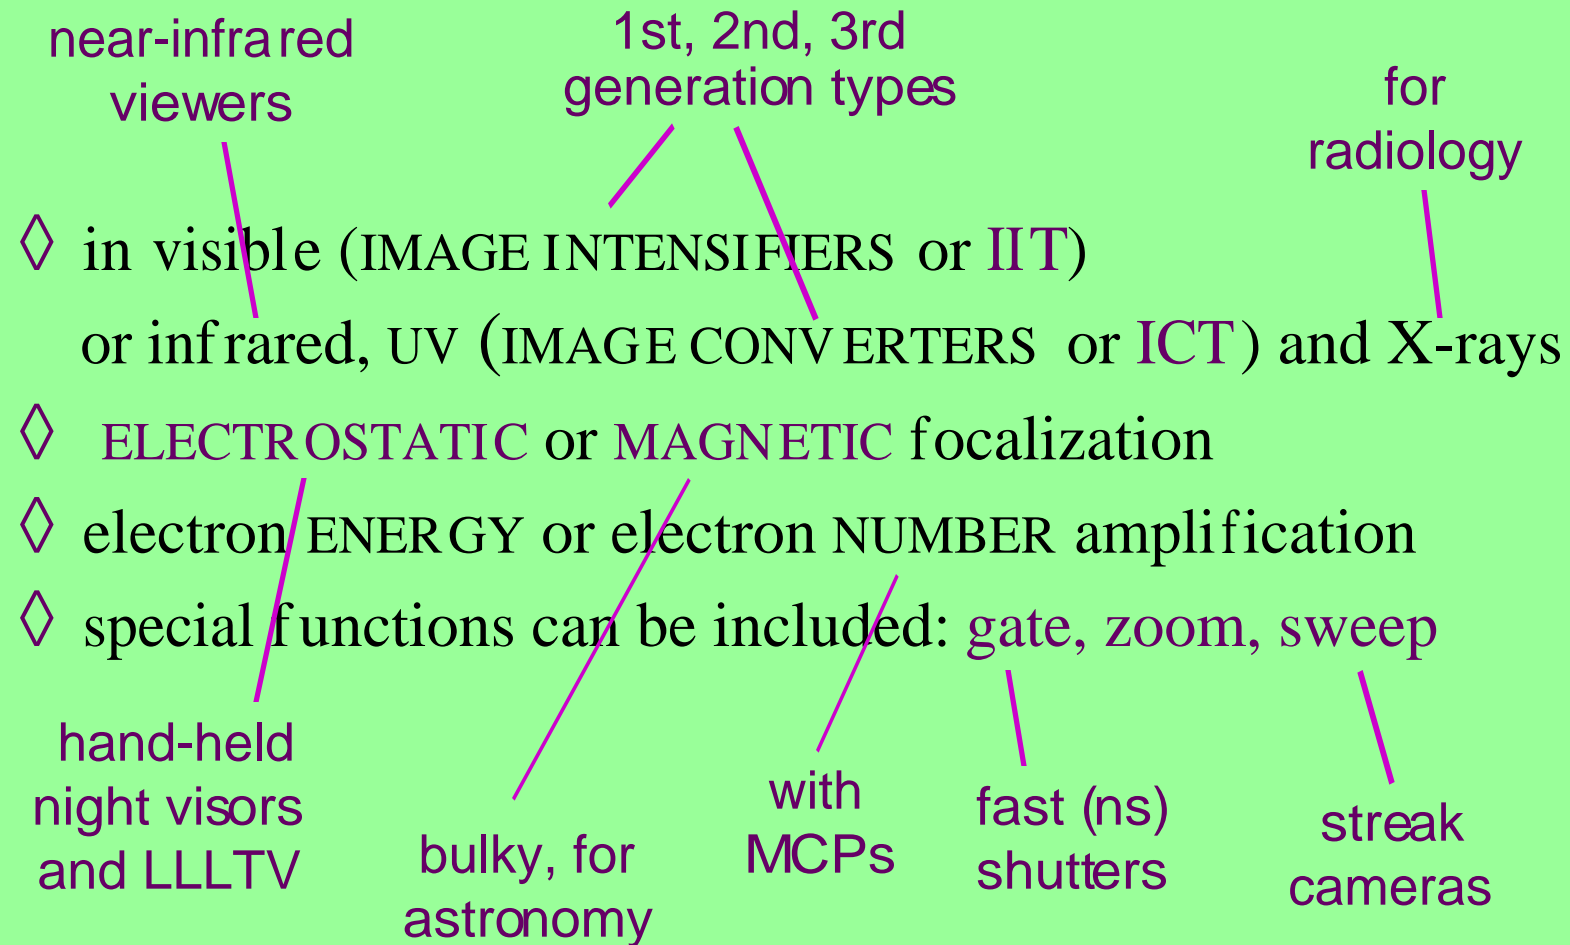 near-infrared
viewers
1st, 2nd, 3rd
generation types
for
radiology
◊ in visible (IMAGE INTENSIFIERS or IIT)
or infrared, UV (IMAGE CONVERTERS or ICT) and X-rays
◊ ELECTROSTATIC or MAGNETIC focalization
◊ electron ENERGY or electron NUMBER amplification
◊ special functions can be included: gate, zoom, sweep
hand-held
night visors
and LLLTV
bulky, for
astronomy
with
MCPs
fast (ns)
shutters
streak
cameras